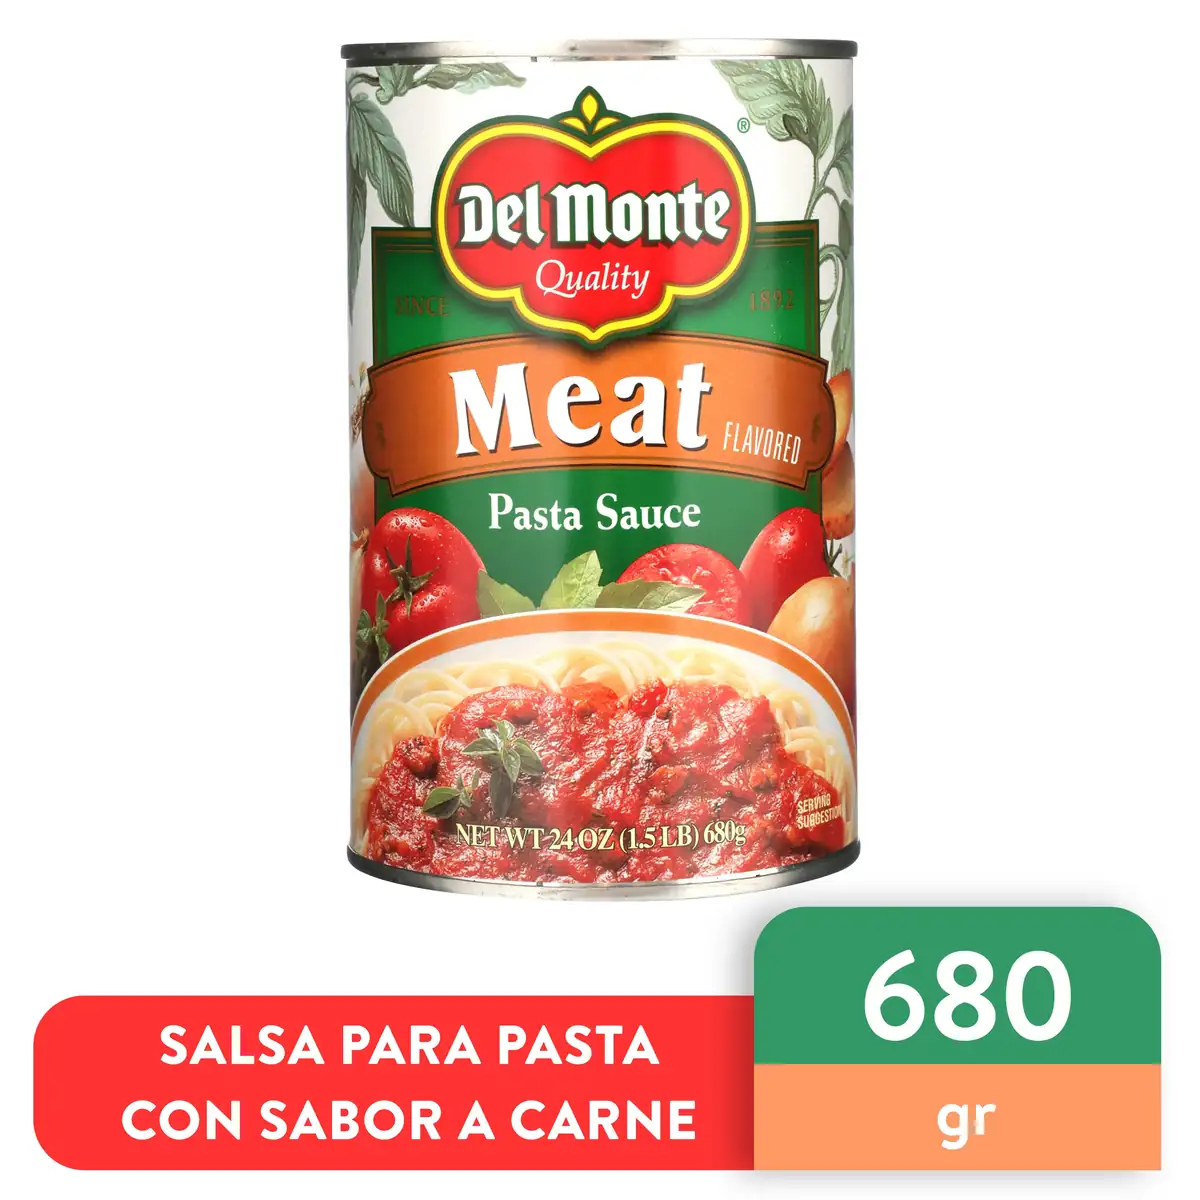 Del Monte
®
Quality
SINCE 1892
Meat FLAVORED
Pasta Sauce
SERVING
SUGGESTION
NET WT 24 OZ (1.5 LB) 680g
680
gr
SALSA PARA PASTA
CON SABOR A CARNE